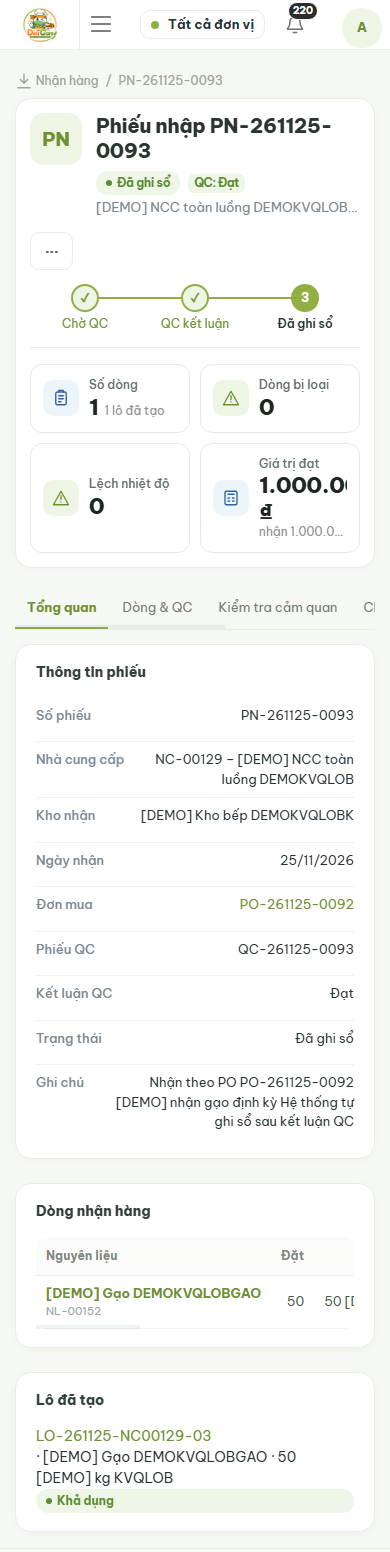 Tất cả đơn vị
220
A
Nhận hàng / PN-261125-0093
PN
Phiếu nhập PN-261125-
0093
Đã ghi sổ QC: Đạt
[DEMO] NCC toàn luồng DEMOKVQLOB...
...
3
Chờ QC QC kết luận Đã ghi sổ
Số dòng
1 1 lô đã tạo
Dòng bị loại
0
Lệch nhiệt độ
0
Giá trị đạt
1.000.00
đ
nhận 1.000.0...
Tổng quan Dòng & QC Kiểm tra cảm quan
Thông tin phiếu
Số phiếu PN-261125-0093
Nhà cung cấp NC-00129 – [DEMO] NCC toàn
luồng DEMOKVQLOB
Kho nhận [DEMO] Kho bếp DEMOKVQLOBK
Ngày nhận 25/11/2026
Đơn mua PO-261125-0092
Phiếu QC QC-261125-0093
Kết luận QC Đạt
Trạng thái Đã ghi sổ
Ghi chú Nhận theo PO PO-261125-0092
[DEMO] nhận gạo định kỳ Hệ thống tự
ghi sổ sau kết luận QC
Dòng nhận hàng
Nguyên liệu Đặt
[DEMO] Gạo DEMOKVQLOBGAO 50 50
NL-00152
Lô đã tạo
LO-261125-NC00129-03
· [DEMO] Gạo DEMOKVQLOBGAO · 50
[DEMO] kg KVQLOB
Khả dụng